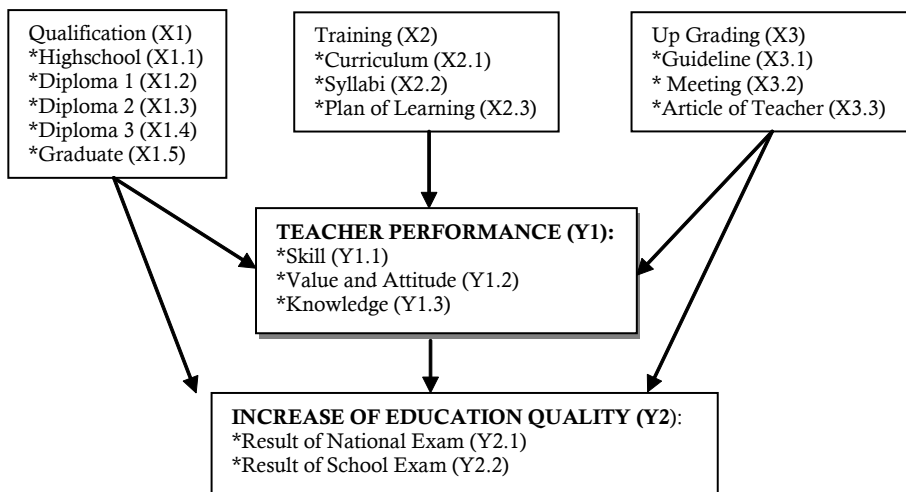 Qualification (X1)
*Highschool (X1.1)
*Diploma 1 (X1.2)
*Diploma 2 (X1.3)
*Diploma 3 (X1.4)
*Graduate (X1.5)
Training (X2)
*Curriculum (X2.1)
*Syllabi (X2.2)
*Plan of Learning (X2.3)
Up Grading (X3)
*Guideline (X3.1)
* Meeting (X3.2)
*Article of Teacher (X3.3)
TEACHER PERFORMANCE (Y1):
*Skill (Y1.1)
*Value and Attitude (Y1.2)
*Knowledge (Y1.3)
INCREASE OF EDUCATION QUALITY (Y2):
*Result of National Exam (Y2.1)
*Result of School Exam (Y2.2)